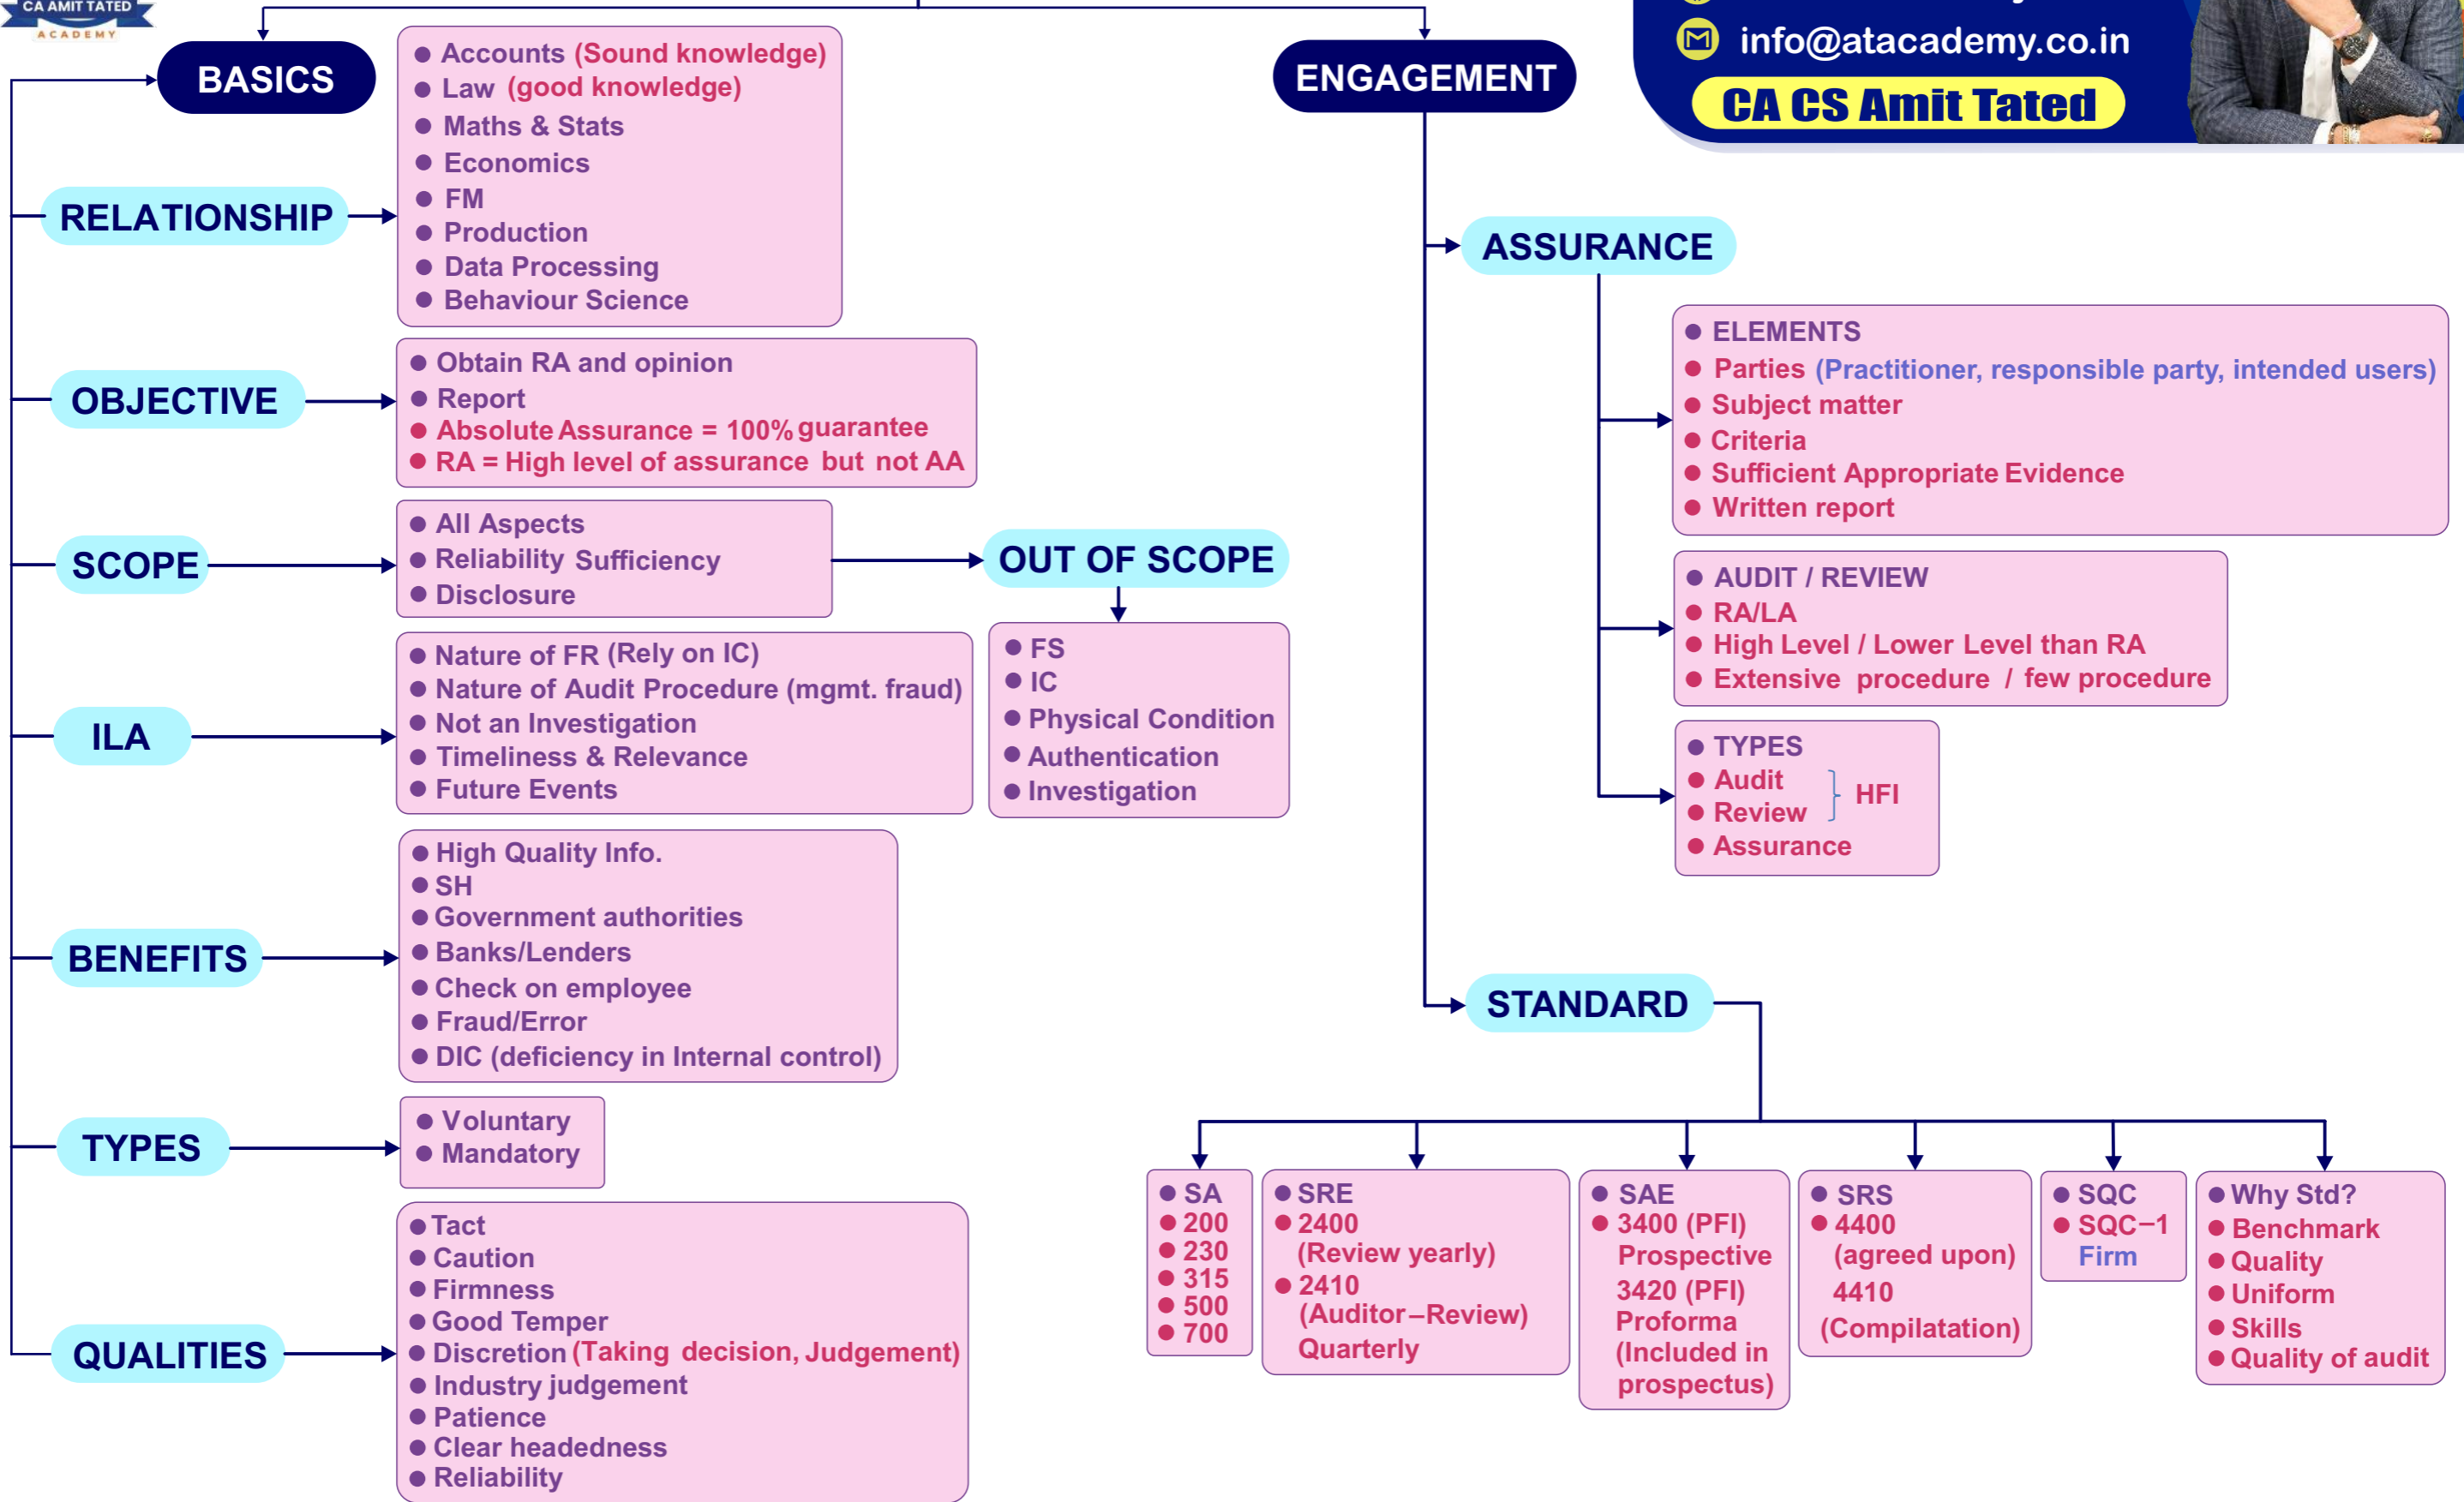 CA AMIT TATED
ACADEMY
info@atacademy.co.in
CA CS Amit Tated
BASICS
RELATIONSHIP
Accounts (Sound knowledge)
Law (good knowledge)
Maths & Stats
Economics
FM
Production
Data Processing
Behaviour Science
OBJECTIVE
Obtain RA and opinion
Report
Absolute Assurance = 100% guarantee
RA = High level of assurance but not AA
SCOPE
All Aspects
Reliability Sufficiency
Disclosure
OUT OF SCOPE
FS
IC
Physical Condition
Authentication
Investigation
ILA
Nature of FR (Rely on IC)
Nature of Audit Procedure (mgmt. fraud)
Not an Investigation
Timeliness & Relevance
Future Events
BENEFITS
High Quality Info.
SH
Government authorities
Banks/Lenders
Check on employee
Fraud/Error
DIC (deficiency in Internal control)
TYPES
Voluntary
Mandatory
QUALITIES
Tact
Caution
Firmness
Good Temper
Discretion (Taking decision, Judgement)
Industry judgement
Patience
Clear headedness
Reliability
ENGAGEMENT
ASSURANCE
ELEMENTS
Parties (Practitioner, responsible party, intended users)
Subject matter
Criteria
Sufficient Appropriate Evidence
Written report
AUDIT / REVIEW
RA/LA
High Level / Lower Level than RA
Extensive procedure / few procedure
TYPES
Audit
Review
HFI
Assurance
STANDARD
SA
200
230
315
500
700
SRE
2400
(Review yearly)
2410
(Auditor–Review)
Quarterly
SAE
3400 (PFI)
Prospective
3420 (PFI)
Proforma
(Included in
prospectus)
SRS
4400
(agreed upon)
4410
(Compilatation)
SQC
SQC–1
Firm
Why Std?
Benchmark
Quality
Uniform
Skills
Quality of audit